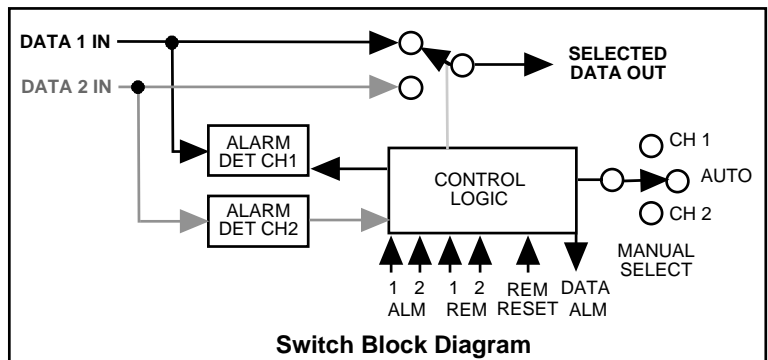 DATA 1 IN
SELECTED
DATA OUT
DATA 2 IN
ALARM
DET CH1
CONTROL
LOGIC
CH 1
AUTO
CH 2
ALARM
DET CH2
MANUAL
SELECT
1 2 1 2 REM DATA
ALM REM RESET ALM
Switch Block Diagram